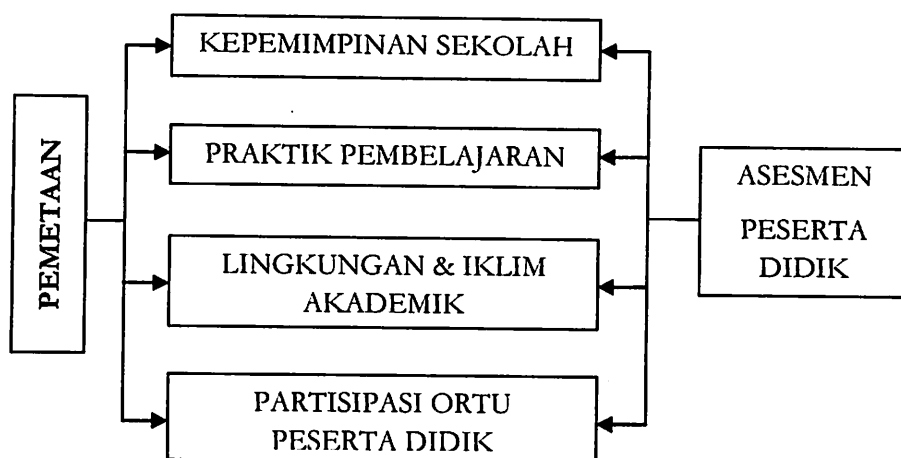 KEPEMIMPINAN SEKOLAH
PEMETAAN
PRAKTIK PEMBELAJARAN
ASESMEN
PESERTA
DIDIK
LINGKUNGAN & IKLIM
AKADEMIK
PARTISIPASI ORTU
PESERTA DIDIK